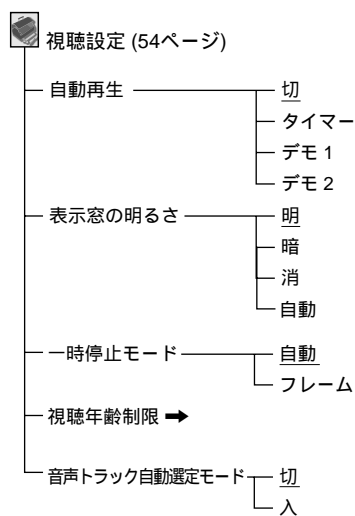 視聴設定 (54ページ)
自動再生 切
タイマー
デモ 1
デモ 2
表示窓の明るさ 明
暗
消
自動
一時停止モード 自動
フレーム
視聴年齢制限 ➡
音声トラック自動選定モード 切
入